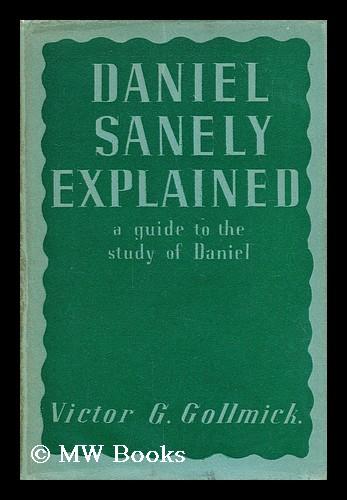 DANIEL
SANELY
EXPLAINED
a guide to the
study of Daniel
Victor G. Gollmick.
© MW Books